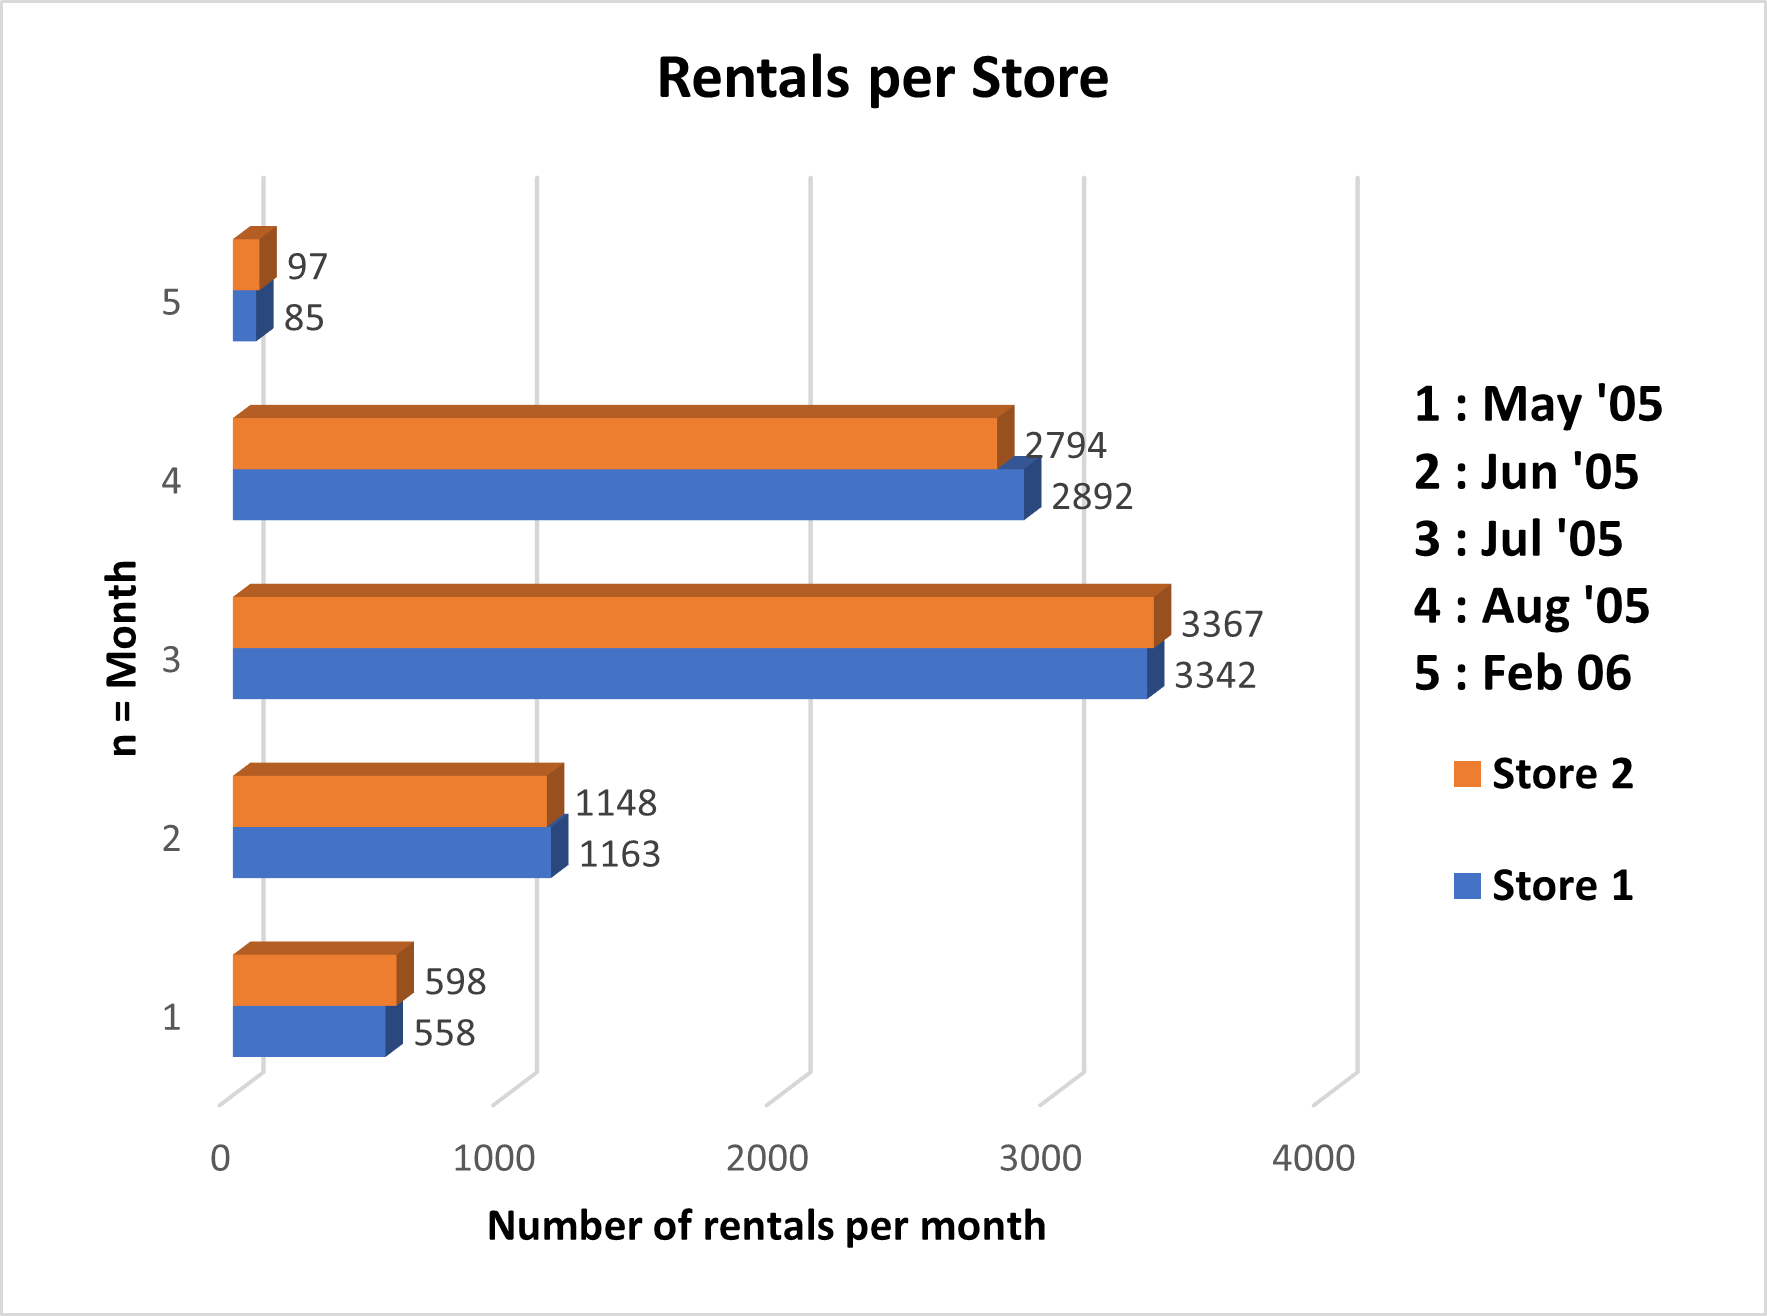 Rentals per Store
n = Month
5
97
85
4
2794
2892
3
3367
3342
2
1148
1163
1
598
558
0 1000 2000 3000 4000
Number of rentals per month
1 : May '05
2 : Jun '05
3 : Jul '05
4 : Aug '05
5 : Feb 06
Store 2
Store 1